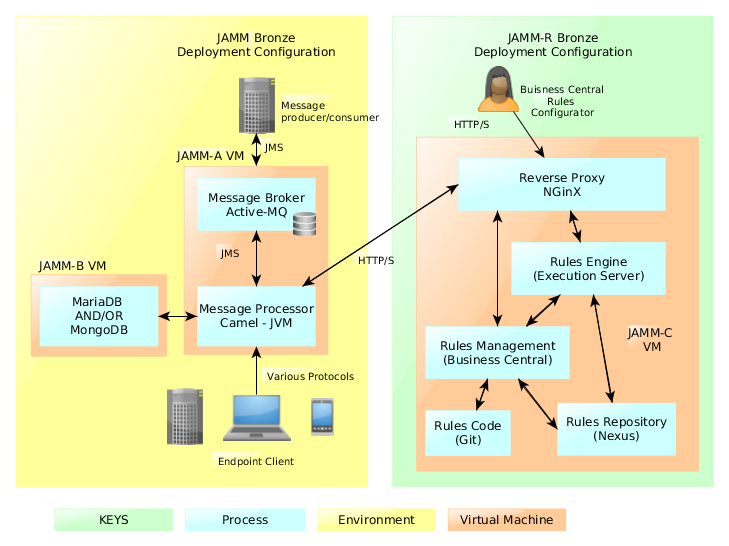 JAMM Bronze
Deployment Configuration
Message
producer/consumer
JMS
JAMM-A VM
Message Broker
Active-MQ
JMS
HTTP/S
JAMM-B VM
MariaDB
AND/OR
MongoDB
Message Processor
Camel - JVM
Various Protocols
Endpoint Client
JAMM-R Bronze
Deployment Configuration
Buisness Central
Rules
Configurator
HTTP/S
Reverse Proxy
NGinX
Rules Engine
(Execution Server)
Rules Management
(Business Central)
JAMM-C
VM
Rules Code
(Git)
Rules Repository
(Nexus)
KEYS
Process
Environment
Virtual Machine